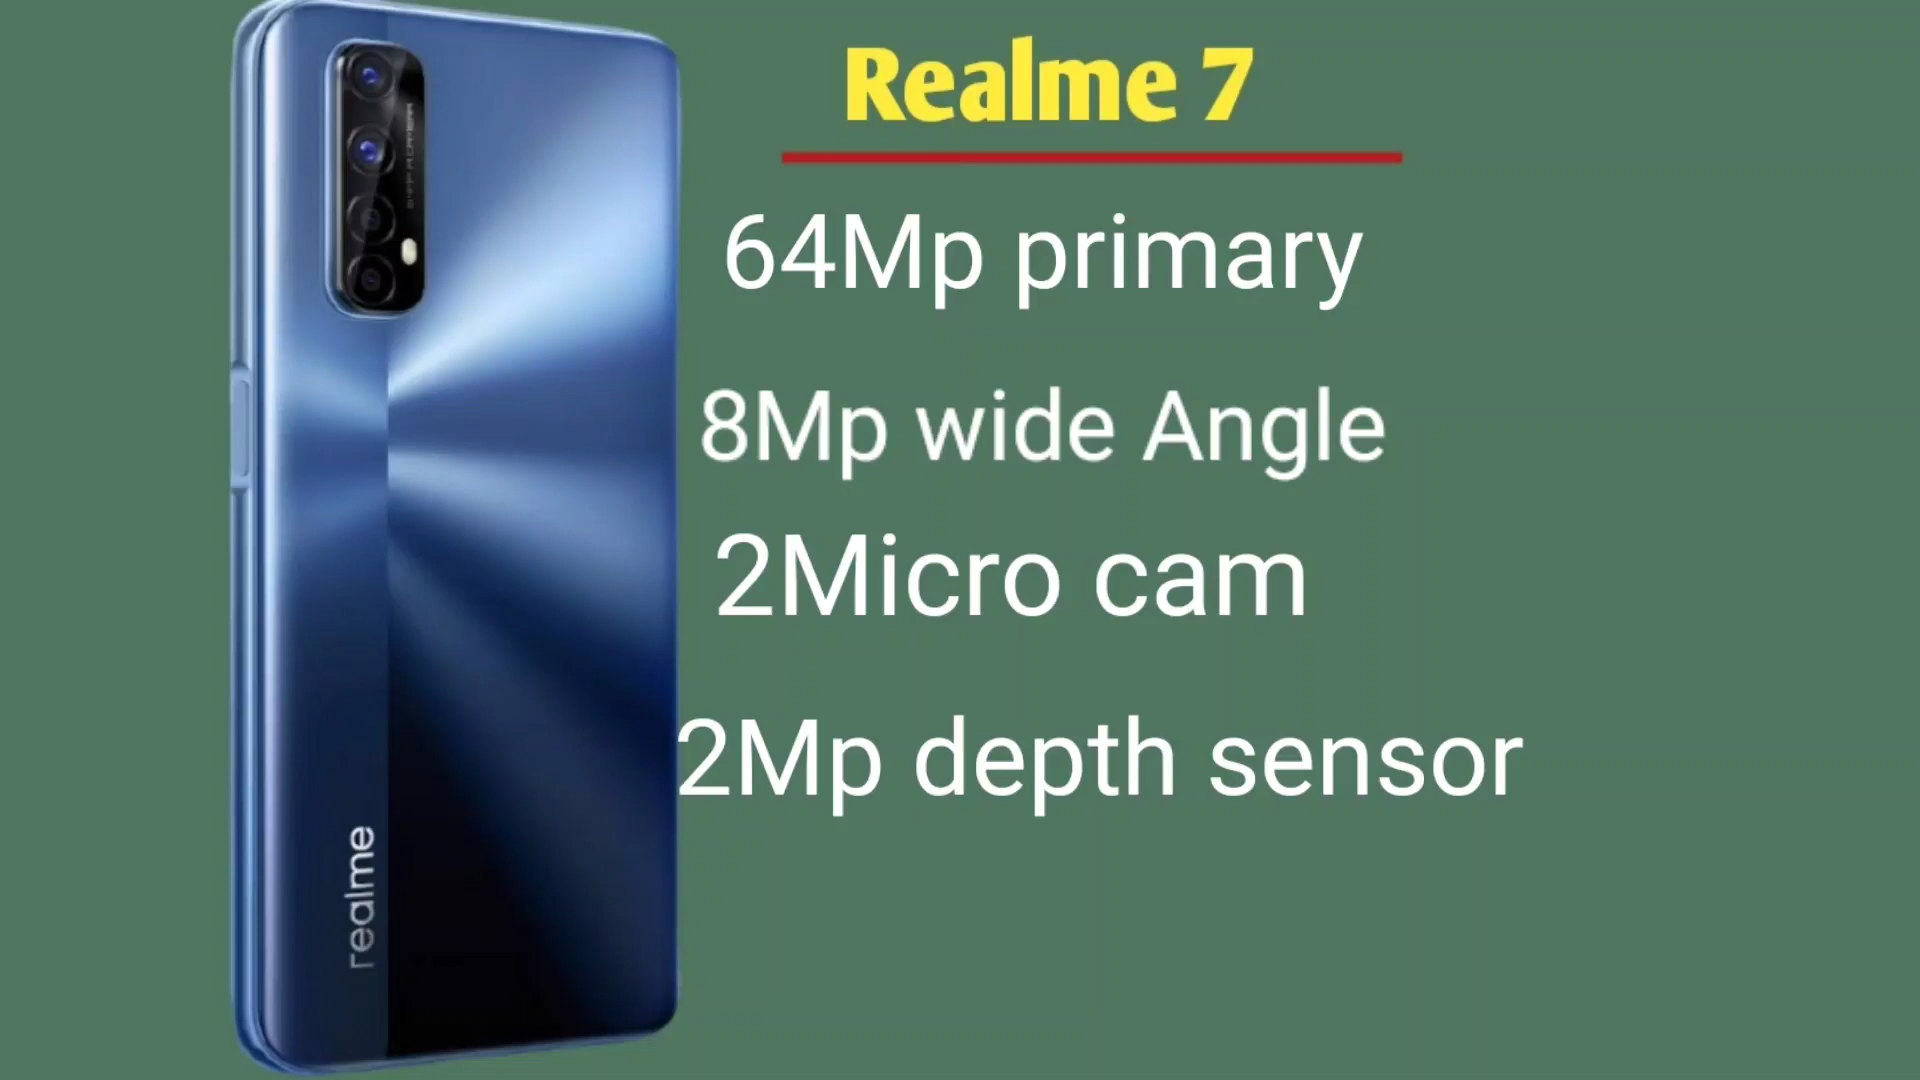 Realme 7
64Mp primary
8Mp wide Angle
2Micro cam
2Mp depth sensor
realme